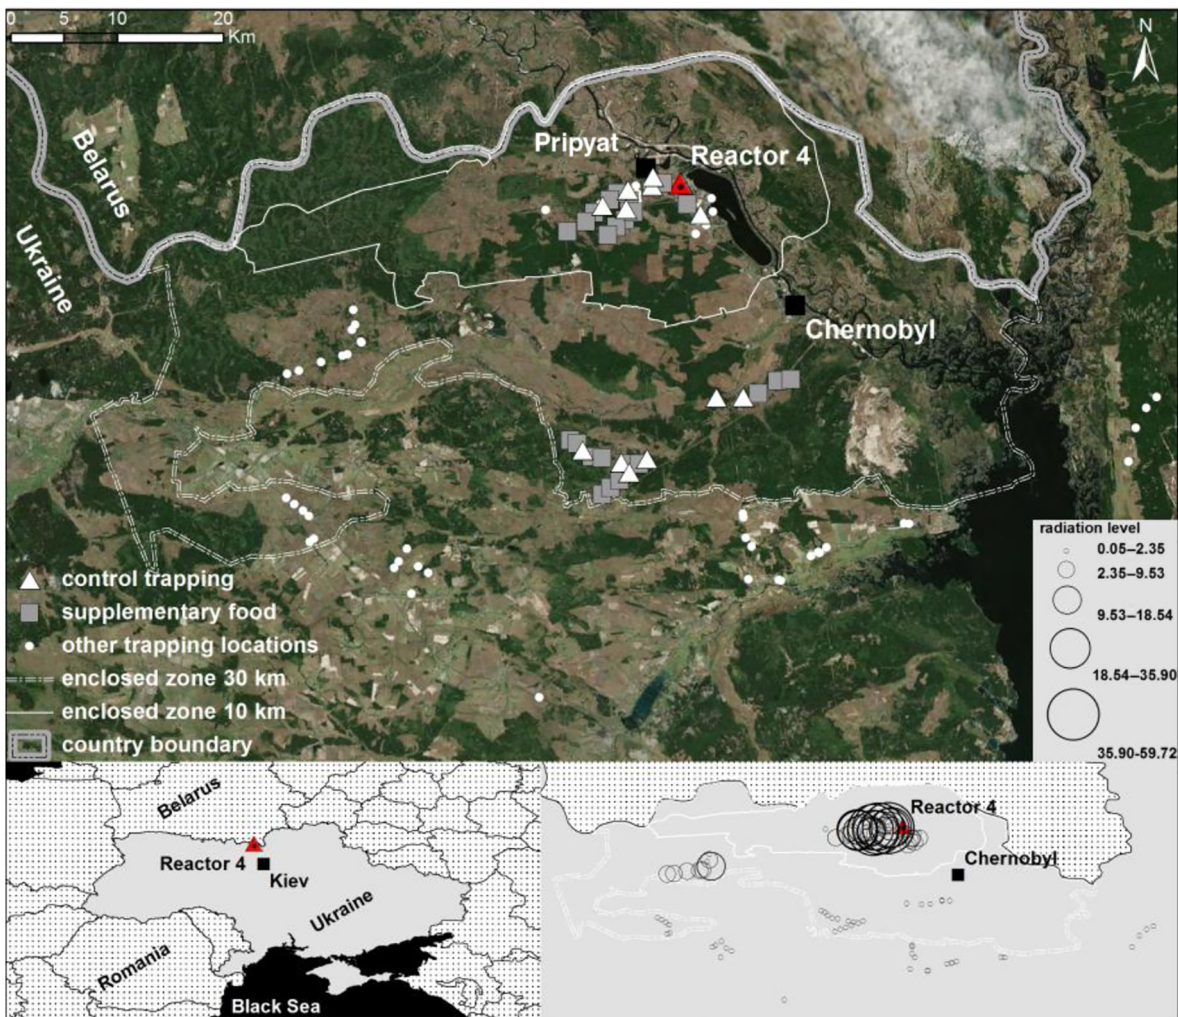 0 5 10 20
Km
N
Belarus
Ukraine
Pripyat
Reactor 4
Chernobyl
control trapping
supplementary food
other trapping locations
enclosed zone 30 km
enclosed zone 10 km
country boundary
radiation level
0.05–2.35
2.35–9.53
9.53–18.54
18.54–35.90
35.90-59.72
Belarus
Reactor 4
Kiev
Ukraine
Romania
Black Sea
Reactor 4
Chernobyl